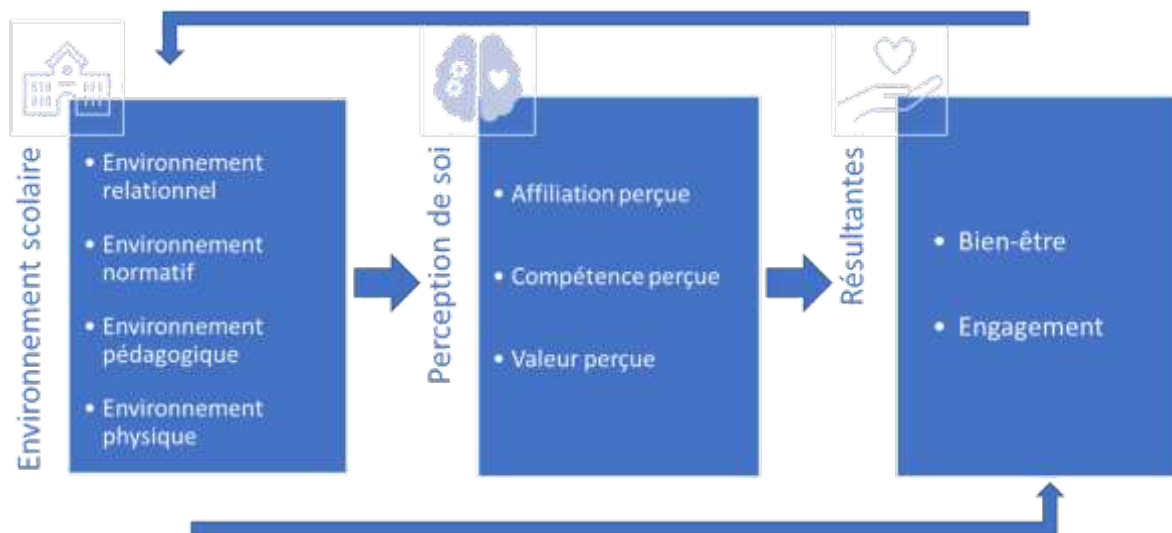 Environnement scolaire
• Environnement
relationnel
• Environnement
normatif
• Environnement
pédagogique
• Environnement
physique
Perception de soi
• Affiliation perçue
• Compétence perçue
• Valeur perçue
Résultantes
• Bien-être
• Engagement